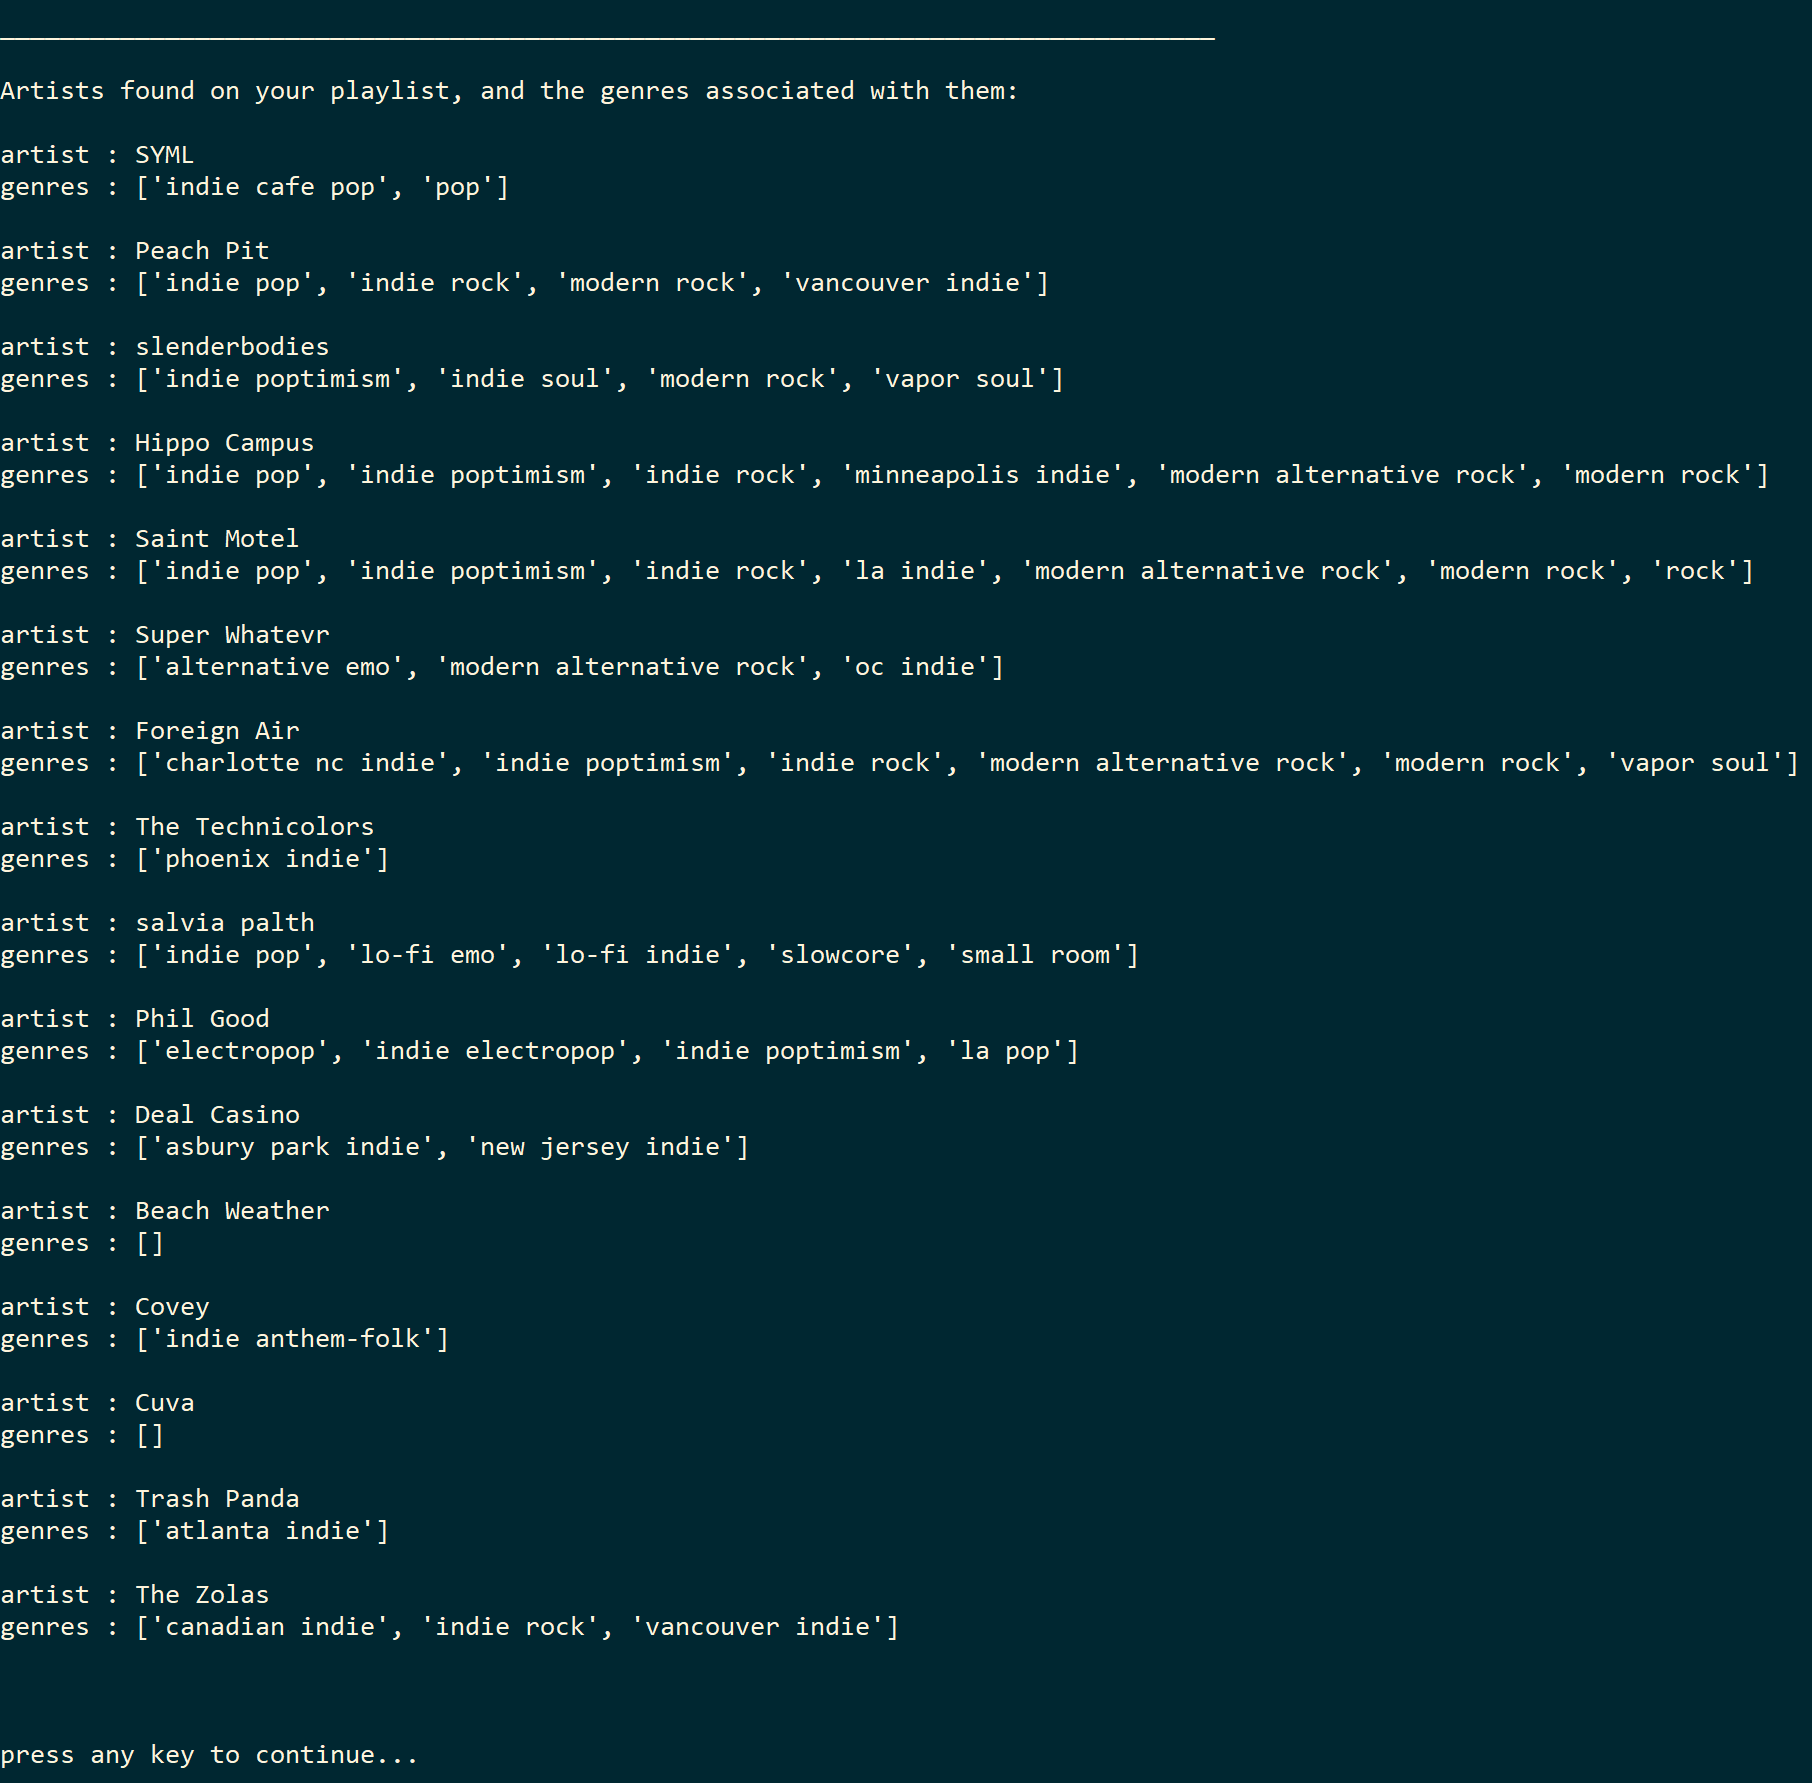 Artists found on your playlist, and the genres associated with them:
artist : SYML
genres : ['indie cafe pop', 'pop']
artist : Peach Pit
genres : ['indie pop', 'indie rock', 'modern rock', 'vancouver indie']
artist : slenderbodies
genres : ['indie poptimism', 'indie soul', 'modern rock', 'vapor soul']
artist : Hippo Campus
genres : ['indie pop', 'indie poptimism', 'indie rock', 'minneapolis indie', 'modern alternative rock', 'modern rock']
artist : Saint Motel
genres : ['indie pop', 'indie poptimism', 'indie rock', 'la indie', 'modern alternative rock', 'modern rock', 'rock']
artist : Super Whatevr
genres : ['alternative emo', 'modern alternative rock', 'oc indie']
artist : Foreign Air
genres : ['charlotte nc indie', 'indie poptimism', 'indie rock', 'modern alternative rock', 'modern rock', 'vapor soul']
artist : The Technicolors
genres : ['phoenix indie']
artist : salvia palth
genres : ['indie pop', 'lo-fi emo', 'lo-fi indie', 'slowcore', 'small room']
artist : Phil Good
genres : ['electropop', 'indie electropop', 'indie poptimism', 'la pop']
artist : Deal Casino
genres : ['asbury park indie', 'new jersey indie']
artist : Beach Weather
genres : []
artist : Covey
genres : ['indie anthem-folk']
artist : Cuva
genres : []
artist : Trash Panda
genres : ['atlanta indie']
artist : The Zolas
genres : ['canadian indie', 'indie rock', 'vancouver indie']
press any key to continue...